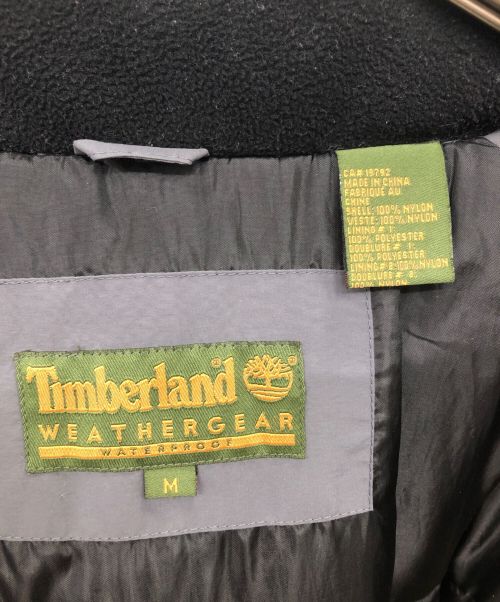 CA# 19792
MADE IN CHINA
FABRIQUE AU
CHINE
SHELL: 100% NYLON
VESTE: 100% NYLON
LINING # 1:
100% POLYESTER
DOUBLURE # 1:
100% POLYESTER
LINING # 2: 100% NYLON
DOUBLURE # 2:
100% NYLON
Timberland ®
®
WEATHERGEAR
WATERPROOF
M